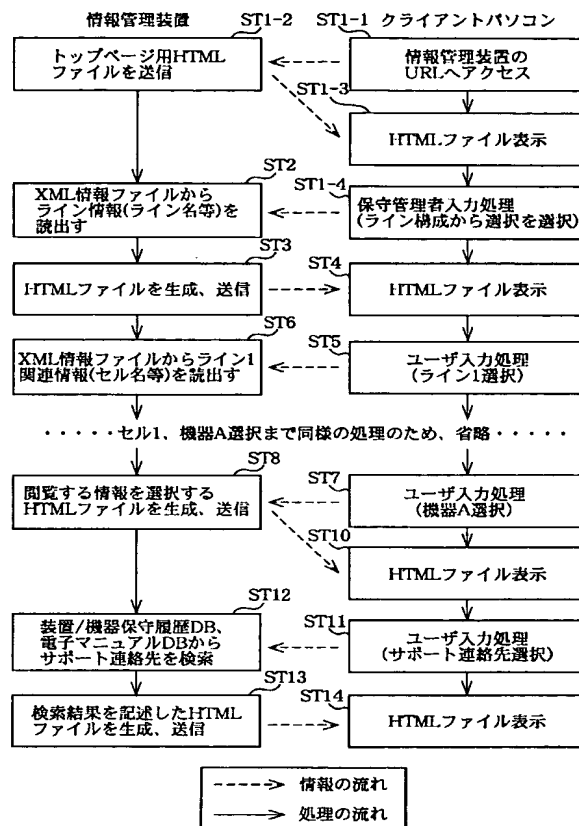 情報管理装置
ST1-2
ST1-1 クライアントパソコン
トップページ用HTML
ファイルを送信
情報管理装置の
URLへアクセス
ST1-3
HTMLファイル表示
ST2
XML情報ファイルから
ライン情報(ライン名等)を
読出す
ST1-4
保守管理者入力処理
(ライン構成から選択を選択)
ST3
HTMLファイルを生成、送信
ST4
HTMLファイル表示
ST6
XML情報ファイルからライン1
関連情報(セル名等)を読出す
ST5
ユーザ入力処理
(ライン1選択)
・・・・・セル1、機器A選択まで同様の処理のため、省略・・・・・
ST8
閲覧する情報を選択する
HTMLファイルを生成、送信
ST7
ユーザ入力処理
(機器A選択)
ST10
HTMLファイル表示
ST12
装置/機器保守履歴DB、
電子マニュアルDBから
サポート連絡先を検索
ST11
ユーザ入力処理
(サポート連絡先選択)
ST13
検索結果を記述したHTML
ファイルを生成、送信
ST14
HTMLファイル表示
情報の流れ
処理の流れ